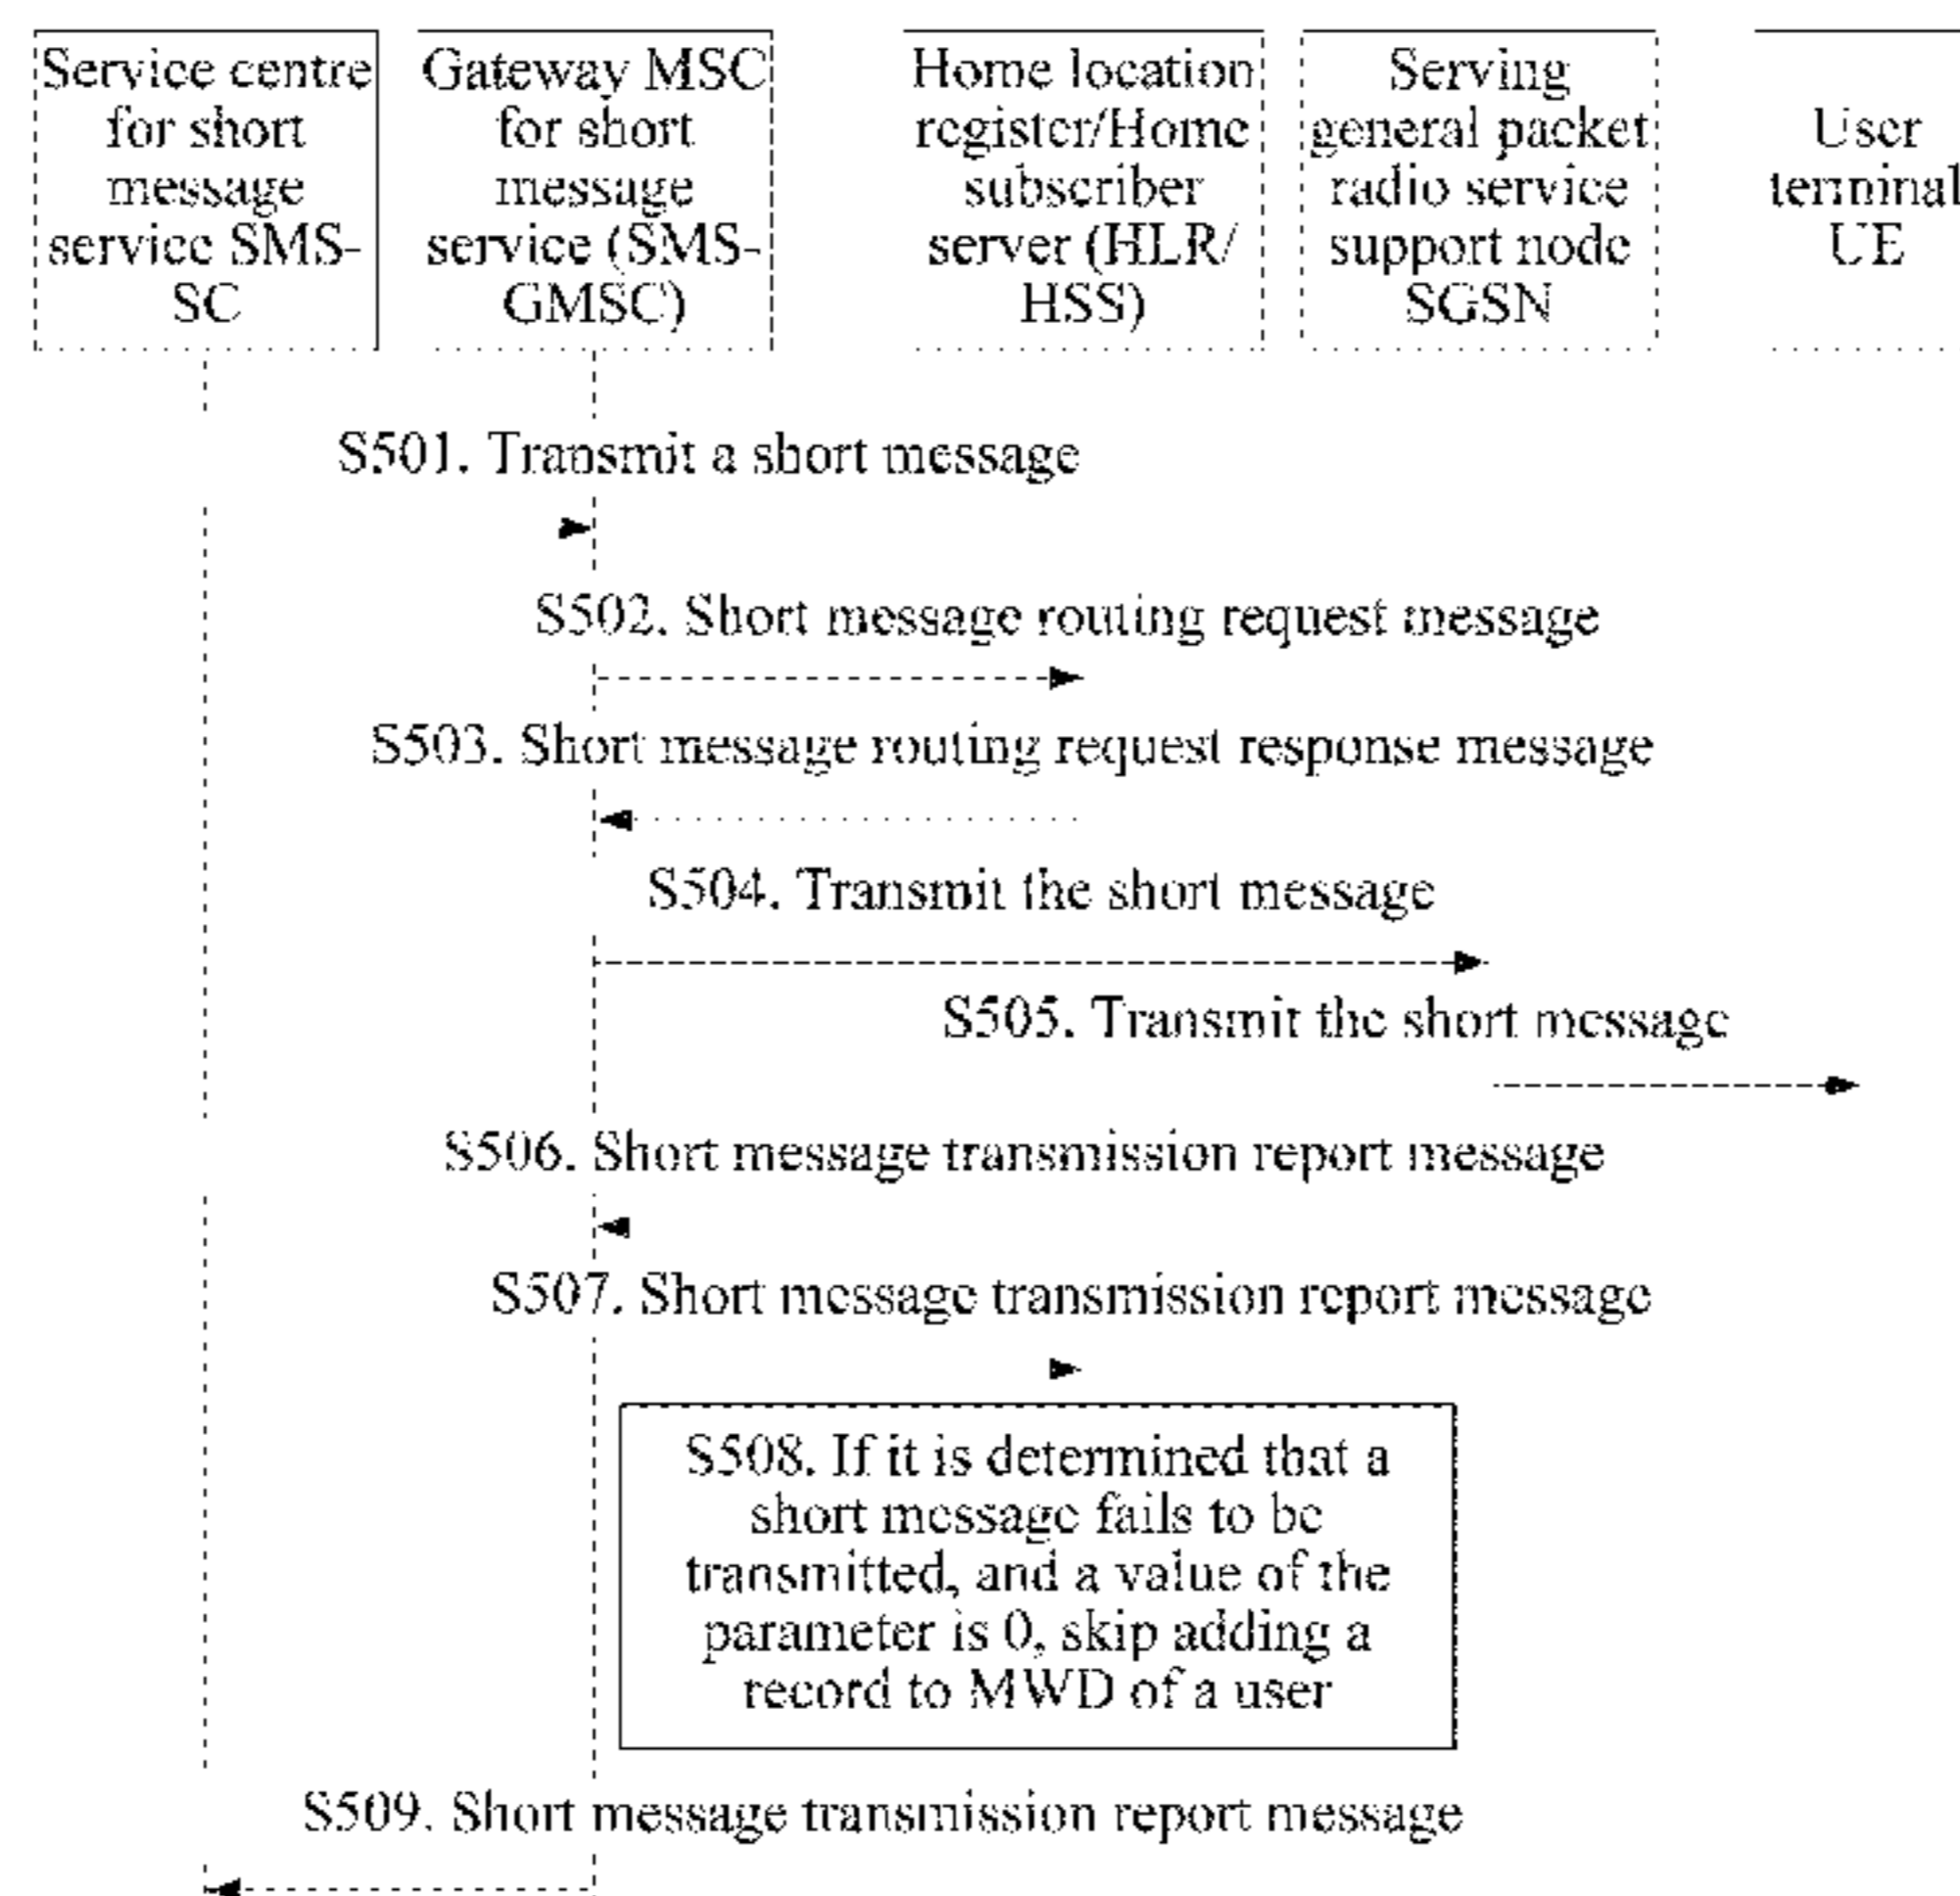 Service centre
for short
message
service SMS-
SC
Gateway MSC
for short
message
service (SMS-
GMSC)
Home location
register/Home
subscriber
server (HLR/
HSS)
Serving
general packet
radio service
support node
SGSN
User
terminal
UE
S501. Transmit a short message
S502. Short message routing request message
S503. Short message routing request response message
S504. Transmit the short message
S505. Transmit the short message
S506. Short message transmission report message
S507. Short message transmission report message
S508. If it is determined that a
short message fails to be
transmitted, and a value of the
parameter is 0, skip adding a
record to MWD of a user
S509. Short message transmission report message